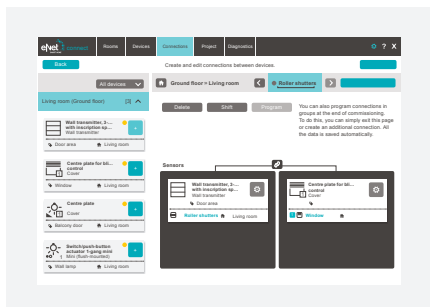 eNet connect
Rooms
Devices
Connections
Project
Diagnostics
? X
Back
Create and edit connections between devices.
All devices
Ground floor > Living room
Roller shutters
Living room (Ground floor) [3]
Delete
Shift
Program
You can also program connections in
groups at the end of commissioning.
To do this, you can simply exit this page
or create an additional connection. All
the data is saved automatically.
Wall transmitter, 3-...
with inscription sp...
Wall transmitter
Door area
Living room
Centre plate for bli...
control
Cover
Window
Living room
Centre plate
Cover
Balcony door
Living room
Switch/push-button
actuator 1-gang mini
Mini (flush-mounted)
Wall lamp
Living room
Sensors
Wall transmitter, 3-...
with inscription sp...
Wall transmitter
Door area
Roller shutters
Living room
Centre plate for bli...
control
Cover
Window